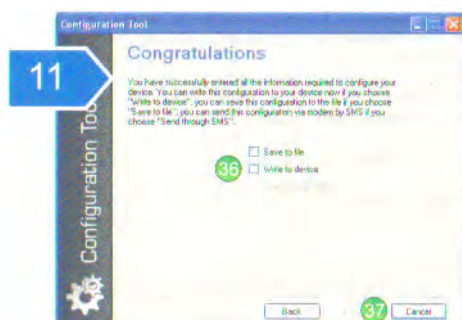 Configuration Tool
Congratulations
11
You have successfully entered all the information required to configure your
device. You can write this configuration to your device now if you choose
"Write to device", you can save this configuration to the file if you choose
"Save to file", you can send this configuration via modem by SMS if you
choose "Send through SMS".
Configuration Tool
Save to file
36 Write to device
Back 37 Cancel